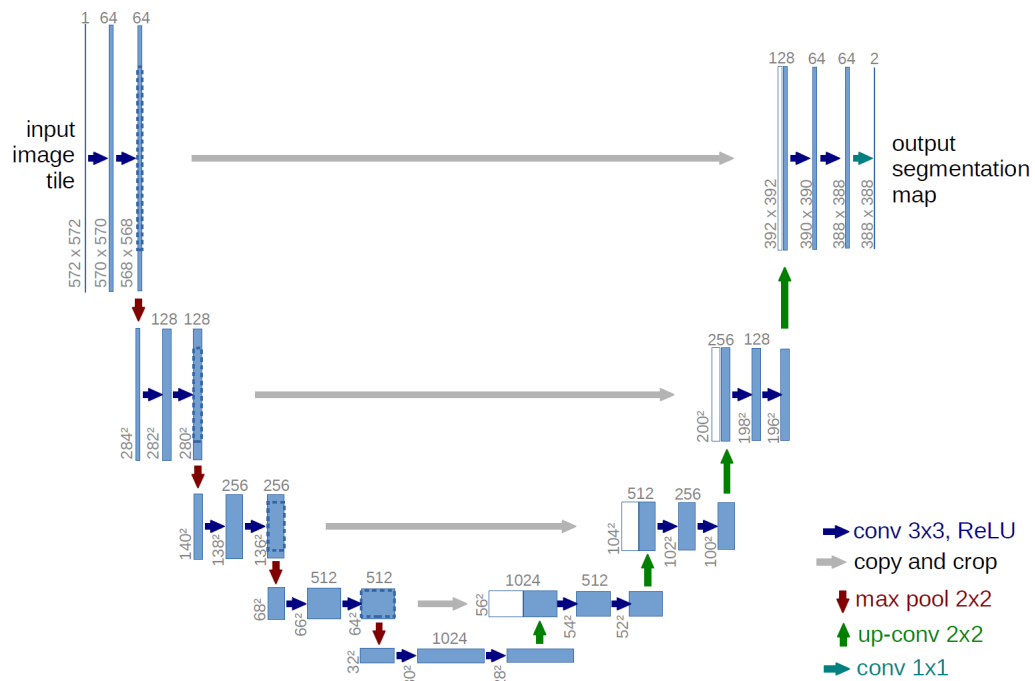 1 64 64
128 64 64 2
input
image
tile
output
segmentation
map
572 x 572
570 x 570
568 x 568
392 x 392
390 x 390
388 x 388
388 x 388
128 128
256 128
284²
282²
280²
200²
198²
196²
256 256
512 256
140²
138²
136²
104²
102²
100²
512 512
1024 512
68²
66²
64²
56²
54²
52²
1024
32²
conv 3x3, ReLU
copy and crop
max pool 2x2
up-conv 2x2
conv 1x1